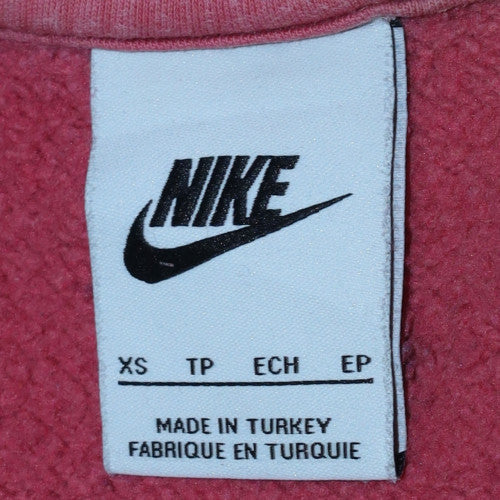 NIKE
XS TP ECH EP
MADE IN TURKEY
FABRIQUE EN TURQUIE